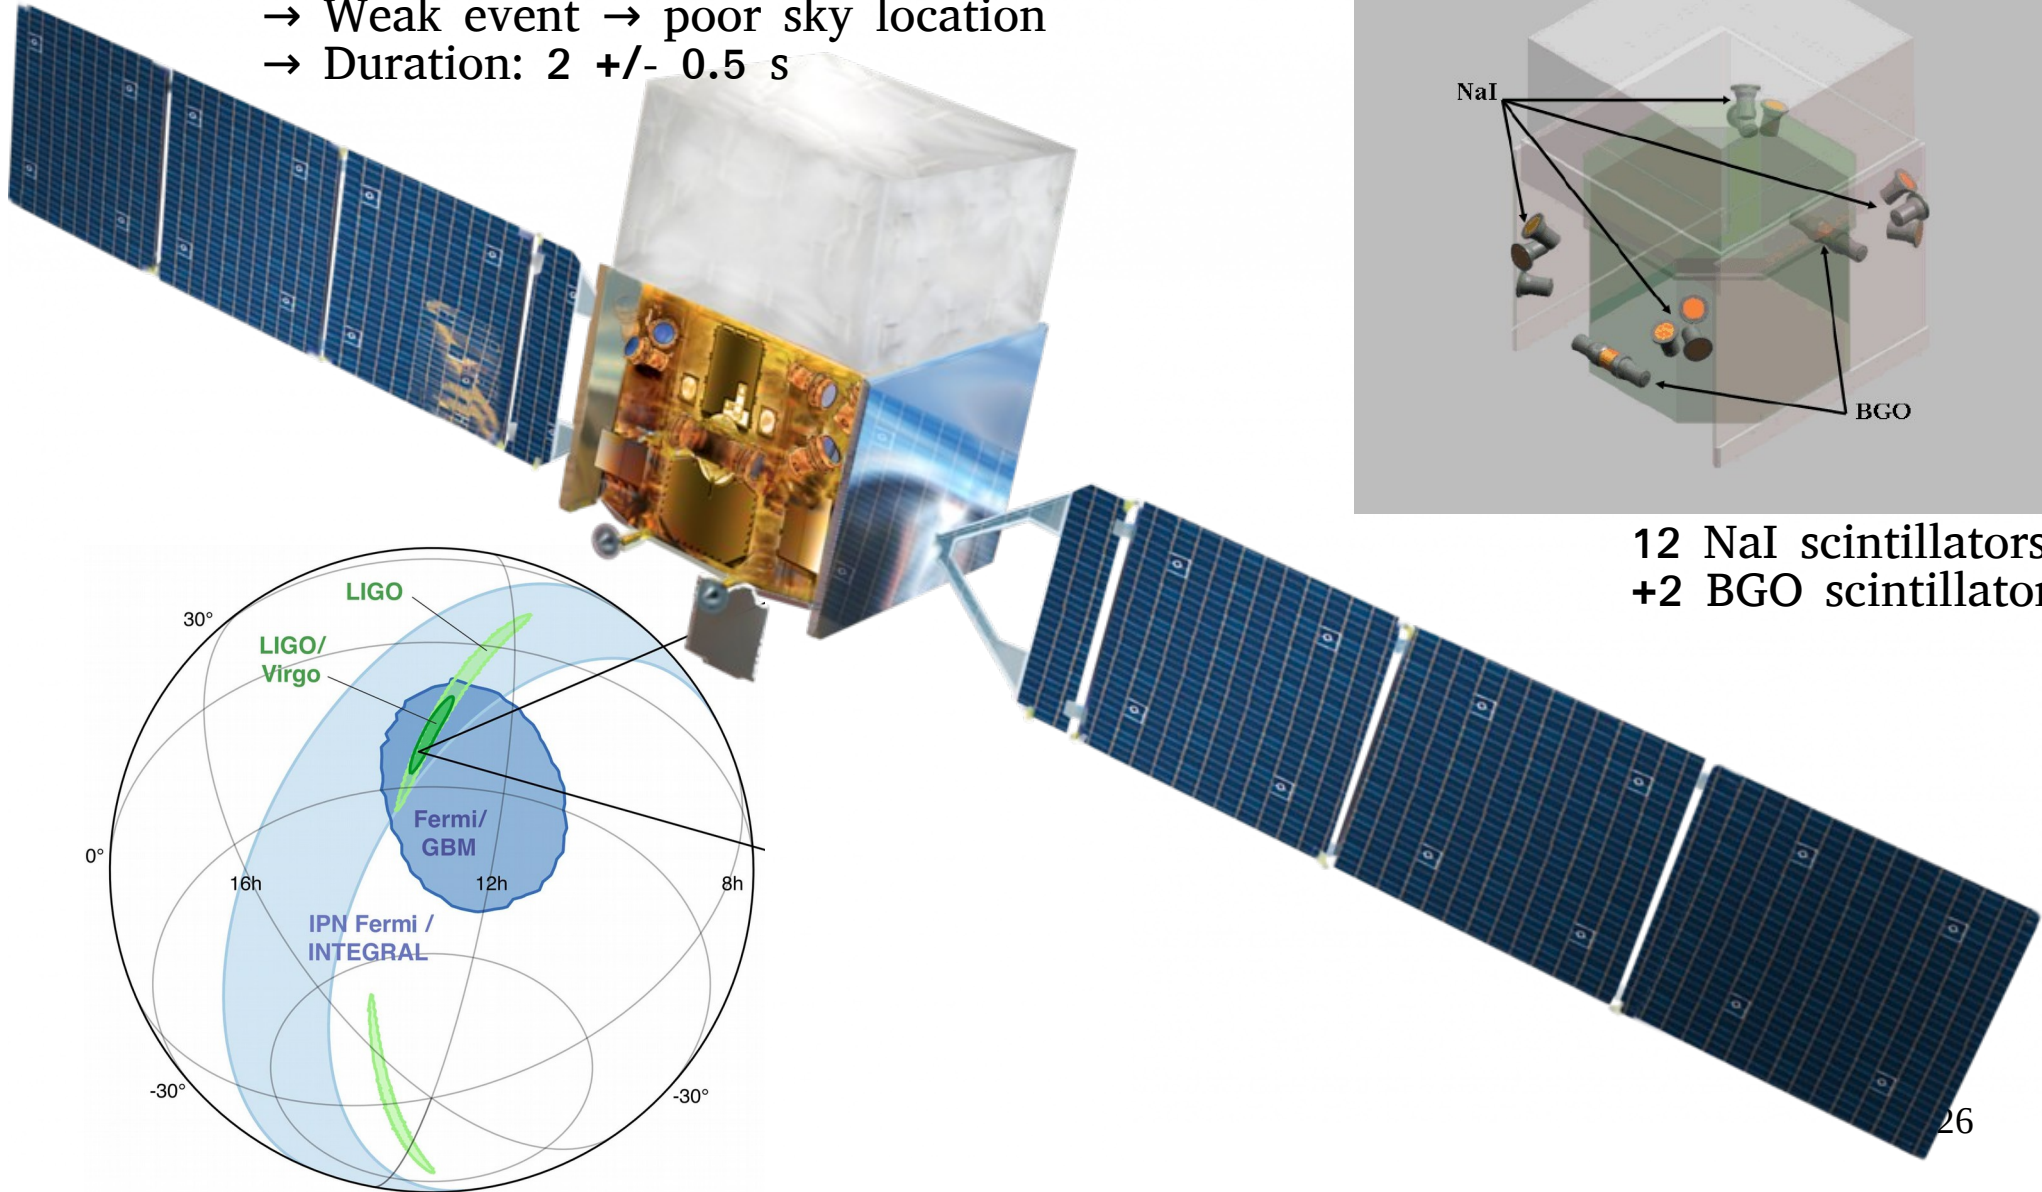 → Weak event → poor sky location
→ Duration: 2 +/- 0.5 s
NaI
BGO
12 NaI scintillators
+2 BGO scintillator
LIGO
30°
LIGO/
Virgo
Fermi/
GBM
0°
16h
12h
8h
IPN Fermi /
INTEGRAL
-30°
-30°
26